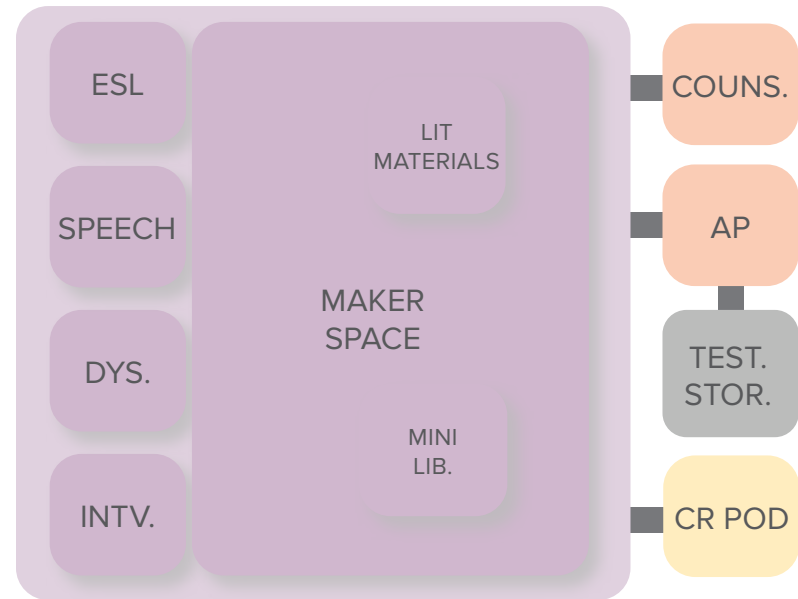 ESL
SPEECH
DYS.
INTV.
LIT
MATERIALS
MAKER
SPACE
MINI
LIB.
COUNS.
AP
TEST.
STOR.
CR POD